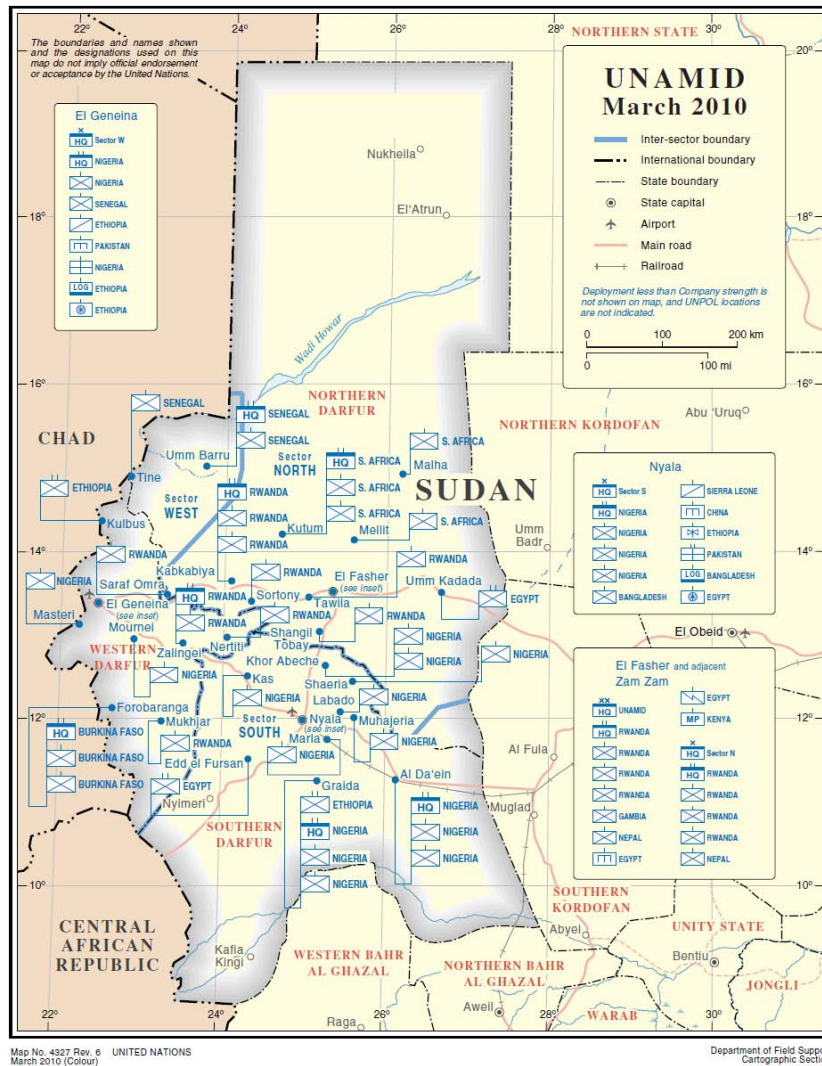 22°
26°
30°
The boundaries and names shown
and the designations used on this
map do not imply official endorsement
or acceptance by the United Nations.
NORTHERN STATE
20°
20°
UNAMID
March 2010
Inter-sector boundary
International boundary
State boundary
State capital
Airport
Main road
Railroad
Deployment less than Company strength is
not shown on map, and UNPOL locations
are not indicated.
0 100 200 km
0 100 mi
El Geneina
HQ Sector W
HQ NIGERIA
NIGERIA
SENEGAL
ETHIOPIA
PAKISTAN
NIGERIA
LOG ETHIOPIA
ETHIOPIA
Nukheila
El'Atrun
18°
18°
Wadi Howar
16°
16°
SENEGAL
HQ SENEGAL
SENEGAL
NORTHERN
DARFUR
NORTHERN KORDOFAN
Abu 'Uruq
CHAD
Umm Barru
Sector
NORTH
HQ S. AFRICA
S. AFRICA
S. AFRICA
S. AFRICA
Malha
Tine
Sector
WEST
SUDAN
ETHIOPIA
HQ RWANDA
RWANDA
RWANDA
Kulbus
Kutum
Mellit
S. AFRICA
Umm
Badr
Nyala
HQ Sector S
HQ NIGERIA
NIGERIA
NIGERIA
NIGERIA
BANGLADESH
SIERRA LEONE
CHINA
ETHIOPIA
PAKISTAN
LOG BANGLADESH
EGYPT
14°
14°
RWANDA
Kabkabiya
RWANDA
RWANDA
NIGERIA
Saraf Omra
El Fasher
(see inset)
Umm Kadada
Sortony
Tawila
HQ RWANDA
RWANDA
EGYPT
El Geneina
(see inset)
Masteri
Mournei
RWANDA
RWANDA
Shangil
Tobay
NIGERIA
NIGERIA
El Obeid
WESTERN
DARFUR
Zalingei
Nertiti
Khor Abeche
NIGERIA
NIGERIA
Kas
Shaeria
Labado
NIGERIA
El Fasher and adjacent
Zam Zam
HQ UNAMID
HQ RWANDA
RWANDA
RWANDA
RWANDA
GAMBIA
NEPAL
EGYPT
EGYPT
MP KENYA
HQ Sector N
HQ RWANDA
RWANDA
RWANDA
RWANDA
NEPAL
NIGERIA
Forobaranga
Mukhjar
Sector
SOUTH
Nyala
(see inset)
Muhajeria
12°
12°
HQ BURKINA FASO
BURKINA FASO
BURKINA FASO
RWANDA
Marla
NIGERIA
NIGERIA
Edd el Fursan
Al Fula
EGYPT
Graida
Al Da'ein
Nyimeri
ETHIOPIA
HQ NIGERIA
NIGERIA
NIGERIA
HQ NIGERIA
NIGERIA
NIGERIA
Muglad
SOUTHERN
DARFUR
10°
10°
SOUTHERN
KORDOFAN
CENTRAL
AFRICAN
REPUBLIC
Kafia
Kingi
WESTERN BAHR
AL GHAZAL
Abyei
UNITY STATE
NORTHERN BAHR
AL GHAZAL
Bentiu
JONGLI
Raga
Aweil
WARAB
22°
24°
26°
28°
30°
Map No. 4327 Rev. 6 UNITED NATIONS
March 2010 (Colour)
Department of Field Suppo
Cartographic Sectio